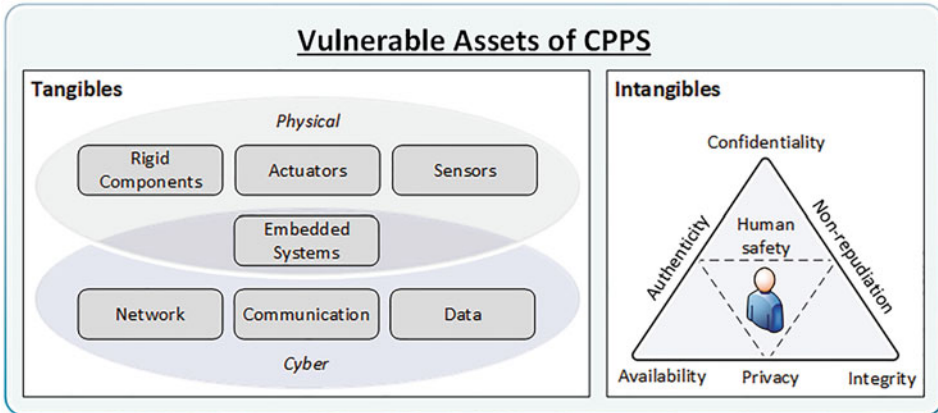 Vulnerable Assets of CPPS
Tangibles
Physical
Rigid
Components
Actuators
Sensors
Embedded
Systems
Network
Communication
Data
Cyber
Intangibles
Confidentiality
Authenticity
Human
safety
Non-repudiation
Availability
Privacy
Integrity